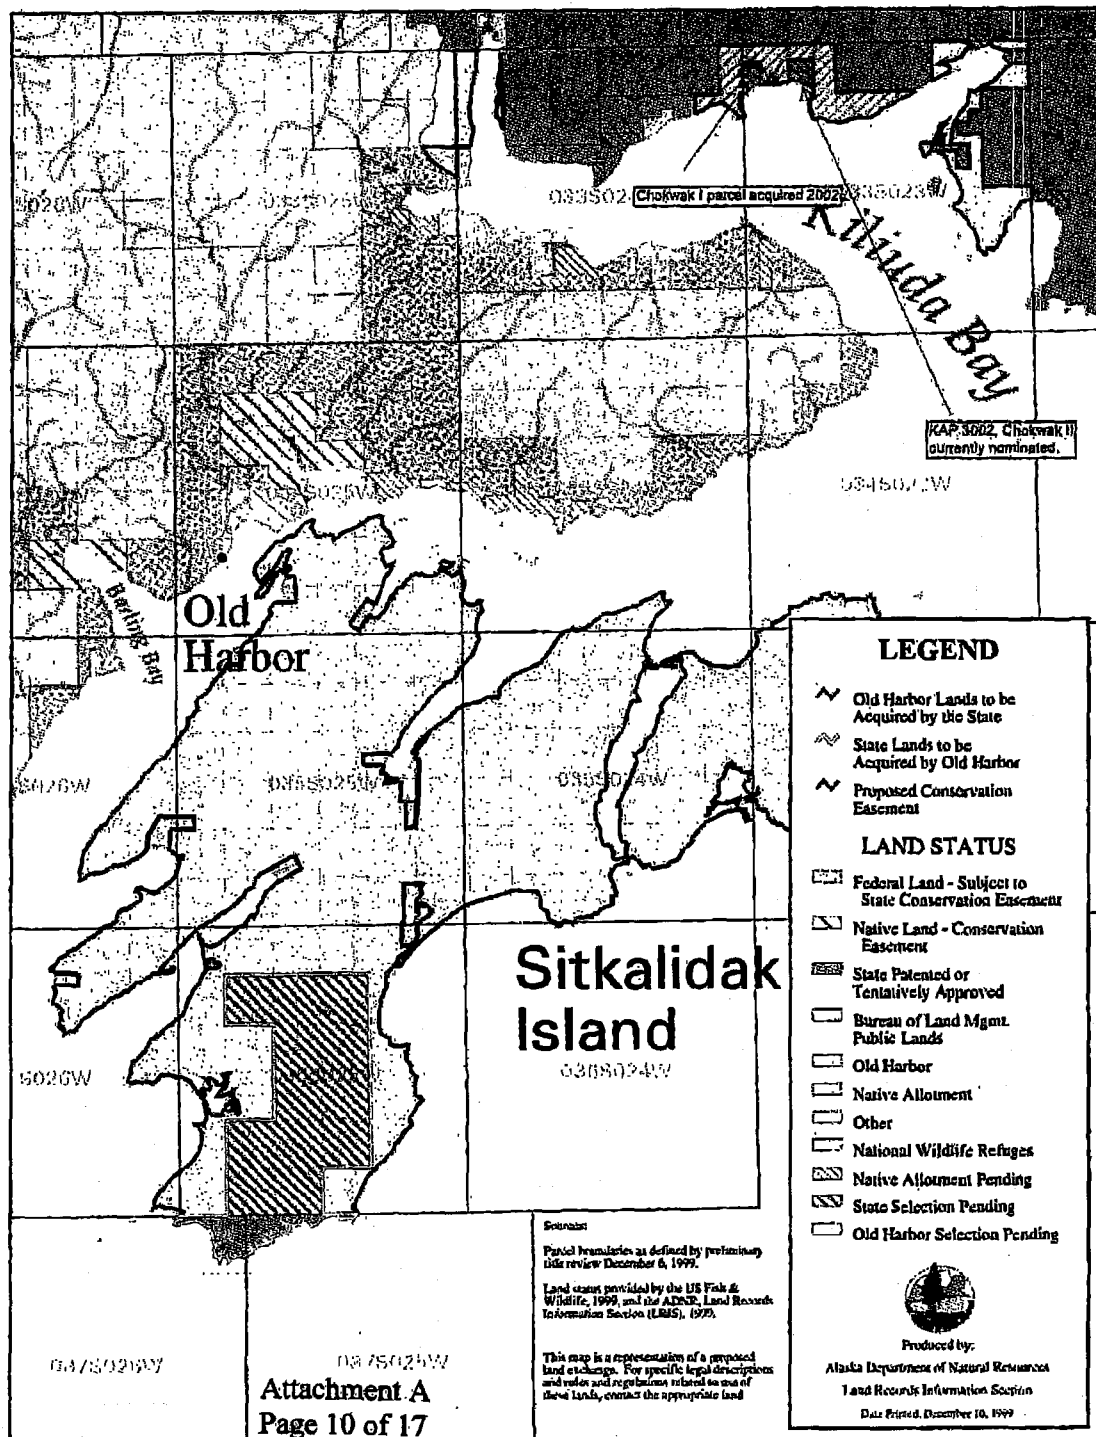 Chokwak I parcel acquired 2002
Kiliuda Bay
KAP 3002, Chokwak II
currently nominated.
034S025W
Barling Bay
Old
Harbor
035S025W
035S024W
Sitkalidak
Island
S026W
036S024W
LEGEND
Old Harbor Lands to be
Acquired by the State
State Lands to be
Acquired by Old Harbor
Proposed Conservation
Easement
LAND STATUS
Federal Land - Subject to
State Conservation Easement
Native Land - Conservation
Easement
State Patented or
Tentatively Approved
Bureau of Land Mgmt.
Public Lands
Old Harbor
Native Allotment
Other
National Wildlife Refuges
Native Allotment Pending
State Selection Pending
Old Harbor Selection Pending
Produced by:
Alaska Department of Natural Resources
Land Records Information Section
Date Printed: December 10, 1999
Sources:
Parcel boundaries as defined by preliminary
title review December 6, 1999.
Land status provided by the US Fish &
Wildlife, 1999, and the ADNR, Land Records
Information Section (LRIS), 1999.
This map is a representation of a proposed
land exchange. For specific legal descriptions
and rules and regulations related to use of
these lands, contact the appropriate land
037S026W
037S025W
Attachment A
Page 10 of 17